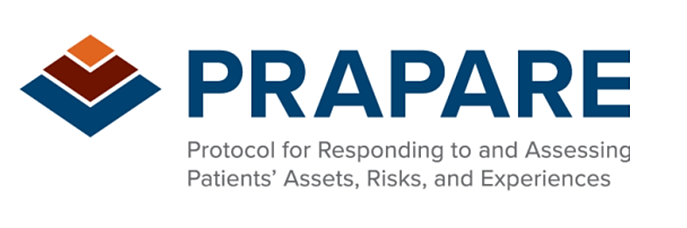 PRAPARE
Protocol for Responding to and Assessing
Patients’ Assets, Risks, and Experiences